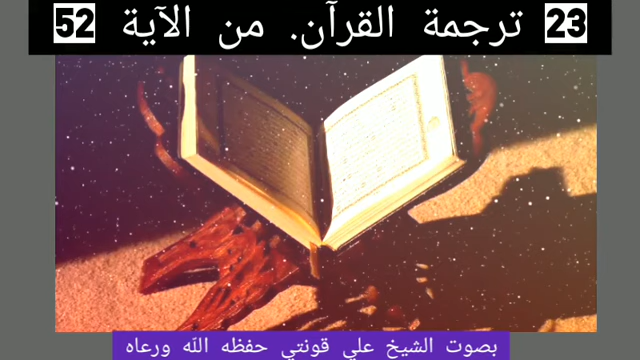 23 ترجمة القرآن. من الآية 52
بصوت الشيخ علي قونتي حفظه الله ورعاه